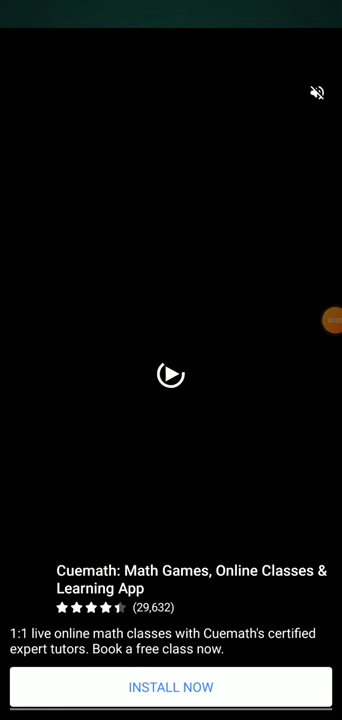 Cuemath: Math Games, Online Classes &
Learning App
(29,632)
1:1 live online math classes with Cuemath's certified
expert tutors. Book a free class now.
INSTALL NOW